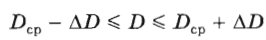 D_ср − ΔD ⩽ D ⩽ D_ср + ΔD